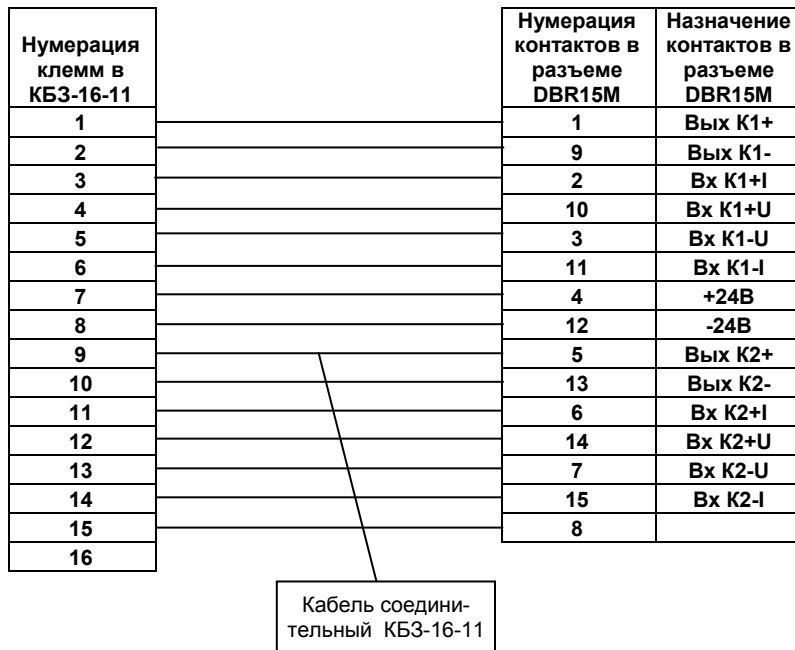 Нумерация
клемм в
КБЗ-16-11
Нумерация
контактов в
разъеме
DBR15M
Назначение
контактов в
разъеме
DBR15M
1 1 Вых К1+
2 9 Вых К1-
3 2 Вх К1+I
4 10 Вх К1+U
5 3 Вх К1-U
6 11 Вх К1-I
7 4 +24В
8 12 -24В
9 5 Вых К2+
10 13 Вых К2-
11 6 Вх К2+I
12 14 Вх К2+U
13 7 Вх К2-U
14 15 Вх К2-I
15 8
16
Кабель соедини-
тельный КБЗ-16-11